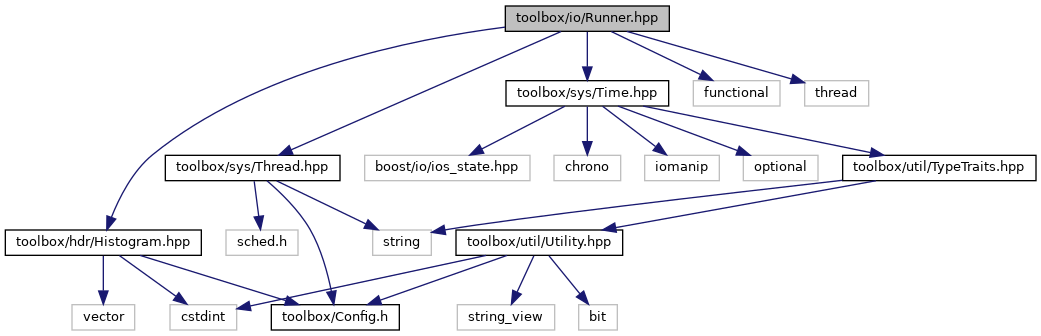 toolbox/io/Runner.hpp
toolbox/sys/Time.hpp
functional
thread
toolbox/sys/Thread.hpp
boost/io/ios_state.hpp
chrono
iomanip
optional
toolbox/util/TypeTraits.hpp
toolbox/hdr/Histogram.hpp
sched.h
string
toolbox/util/Utility.hpp
vector
cstdint
toolbox/Config.h
string_view
bit